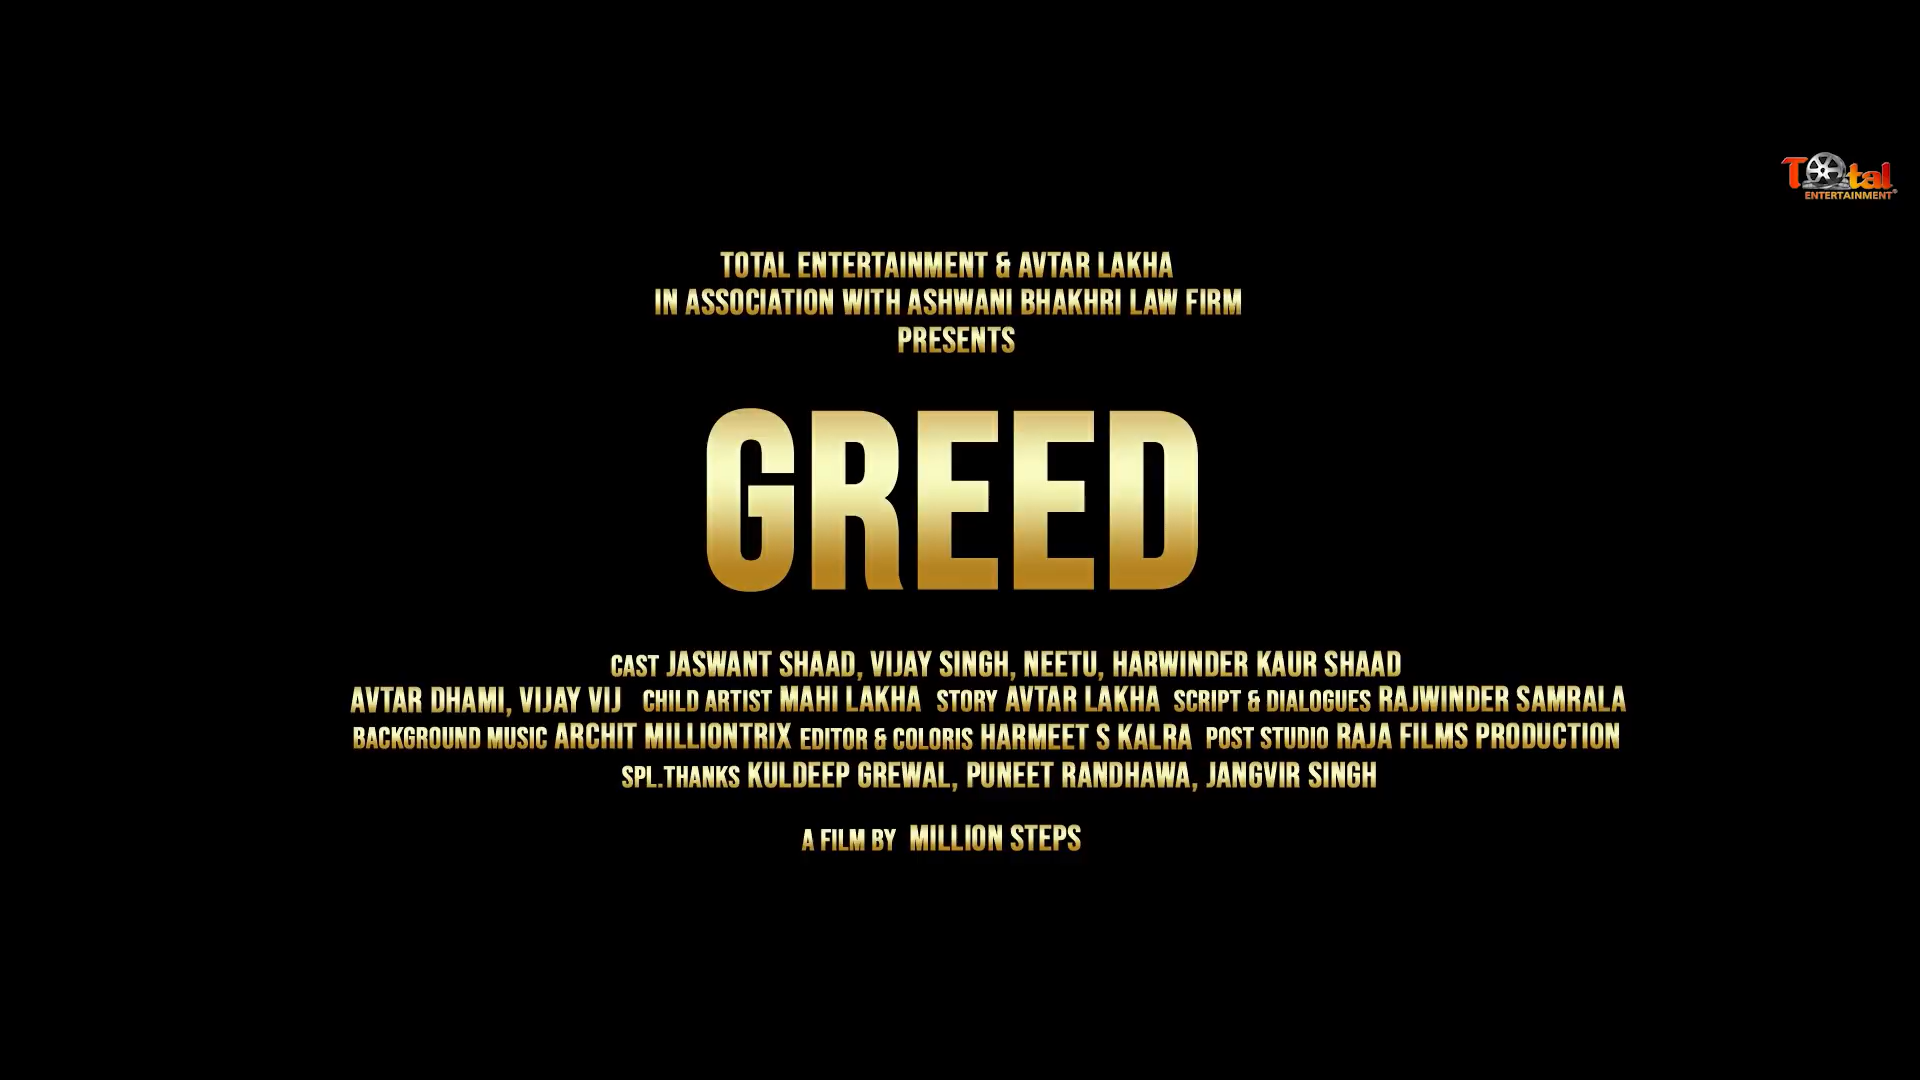 Total
ENTERTAINMENT
TOTAL ENTERTAINMENT & AVTAR LAKHA
IN ASSOCIATION WITH ASHWANI BHAKHRI LAW FIRM
PRESENTS
GREED
CAST JASWANT SHAAD, VIJAY SINGH, NEETU, HARWINDER KAUR SHAAD
AVTAR DHAMI, VIJAY VIJ CHILD ARTIST MAHI LAKHA STORY AVTAR LAKHA SCRIPT & DIALOGUES RAJWINDER SAMRALA
BACKGROUND MUSIC ARCHIT MILLIONTRIX EDITOR & COLORIS HARMEET S KALRA POST STUDIO RAJA FILMS PRODUCTION
SPL.THANKS KULDEEP GREWAL, PUNEET RANDHAWA, JANGVIR SINGH
A FILM BY MILLION STEPS